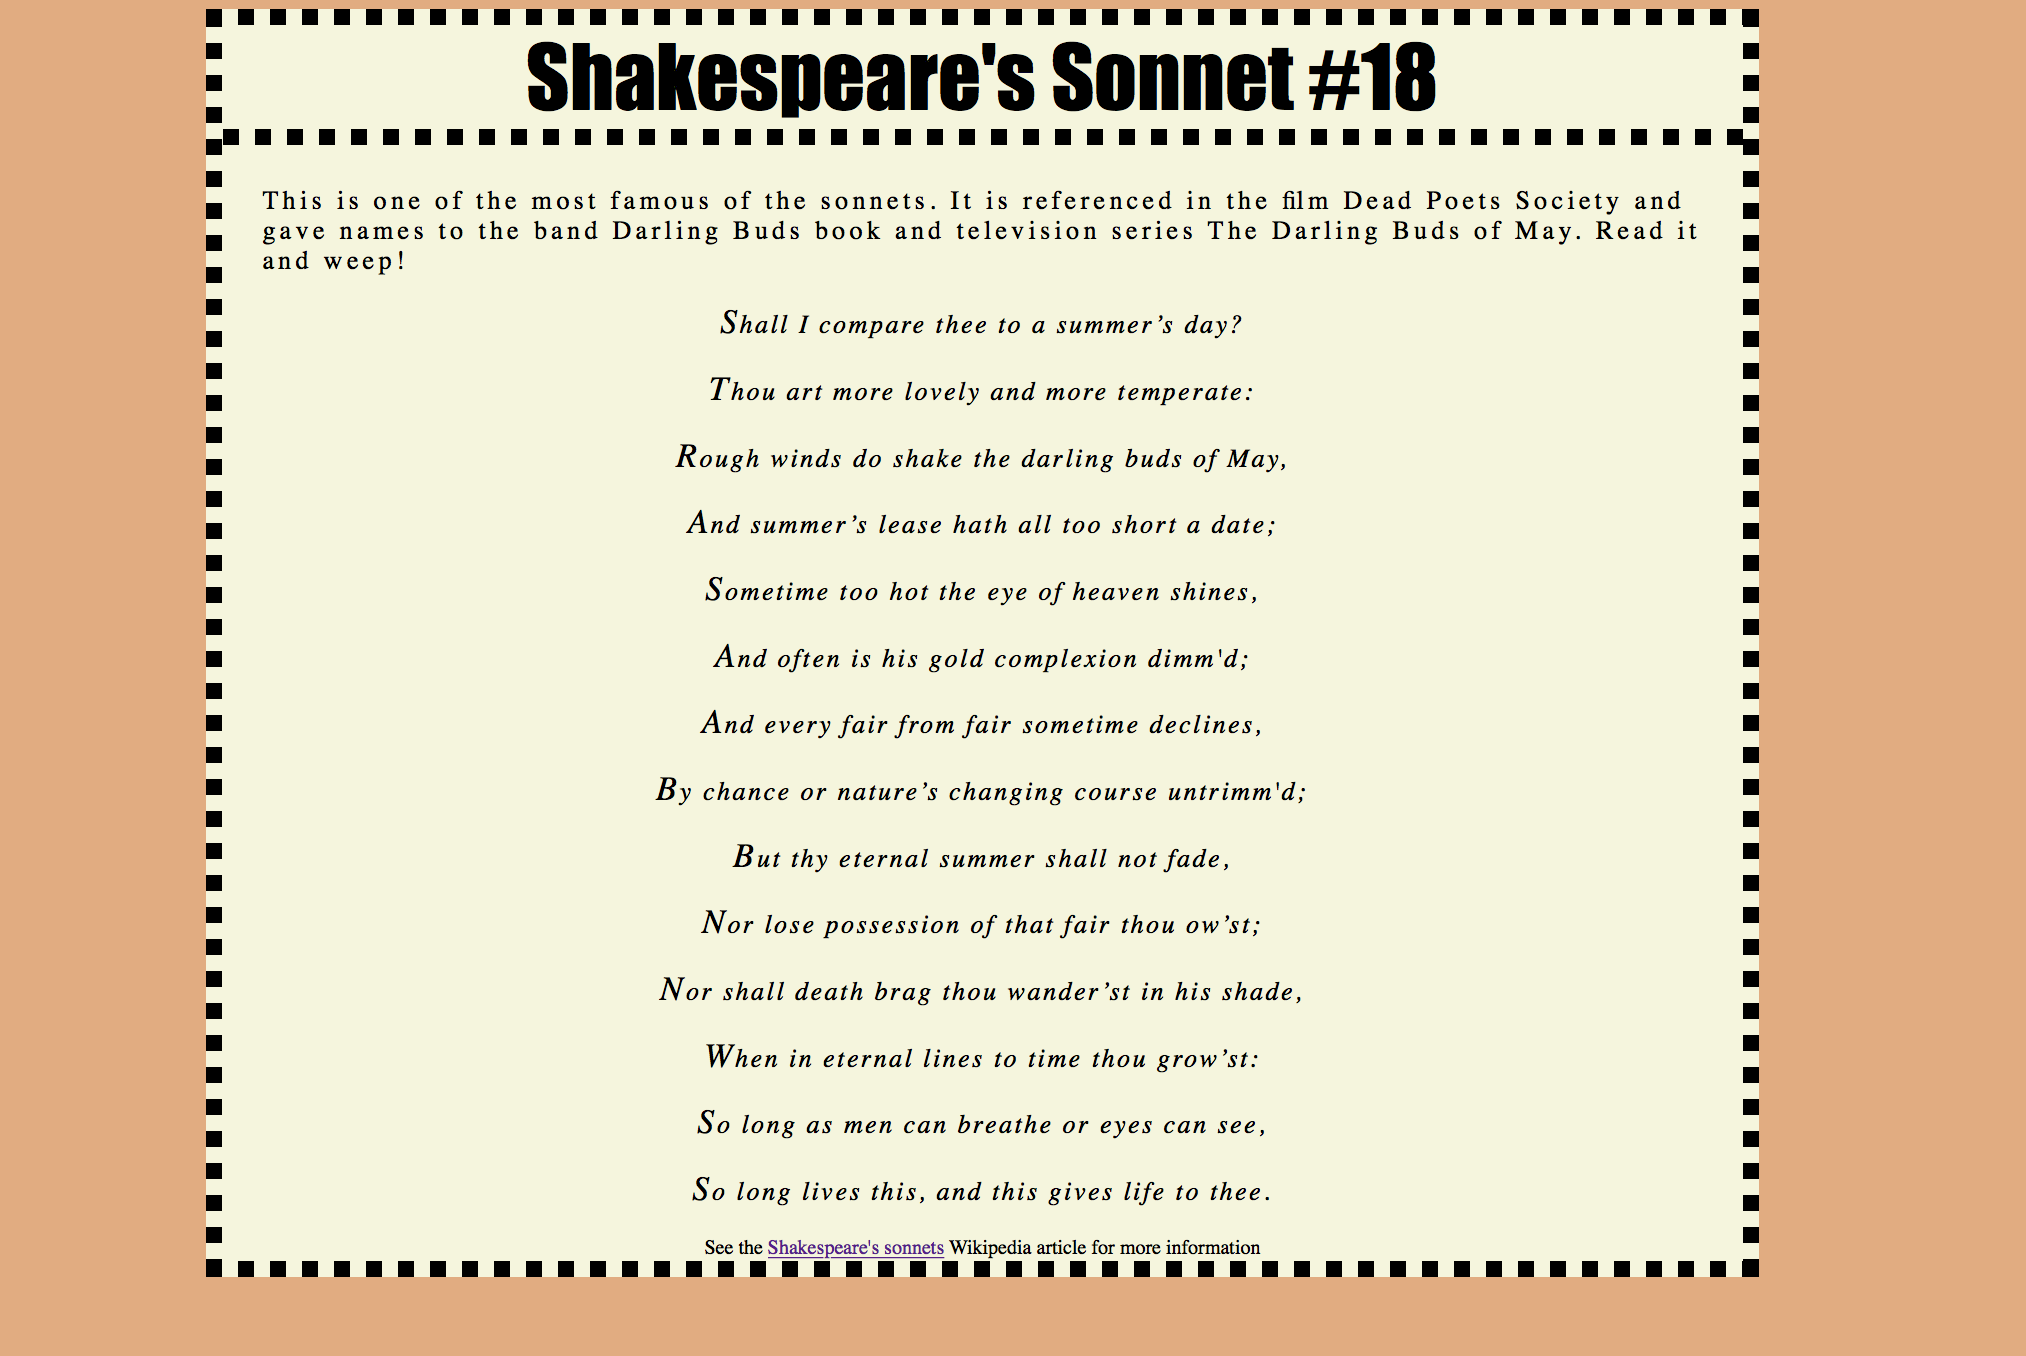 Shakespeare's Sonnet #18
This is one of the most famous of the sonnets. It is referenced in the film Dead Poets Society and
gave names to the band Darling Buds book and television series The Darling Buds of May. Read it
and weep!
Shall I compare thee to a summer’s day?
Thou art more lovely and more temperate:
Rough winds do shake the darling buds of May,
And summer’s lease hath all too short a date;
Sometime too hot the eye of heaven shines,
And often is his gold complexion dimm'd;
And every fair from fair sometime declines,
By chance or nature’s changing course untrimm'd;
But thy eternal summer shall not fade,
Nor lose possession of that fair thou ow’st;
Nor shall death brag thou wander’st in his shade,
When in eternal lines to time thou grow’st:
So long as men can breathe or eyes can see,
So long lives this, and this gives life to thee.
See the Shakespeare's sonnets Wikipedia article for more information